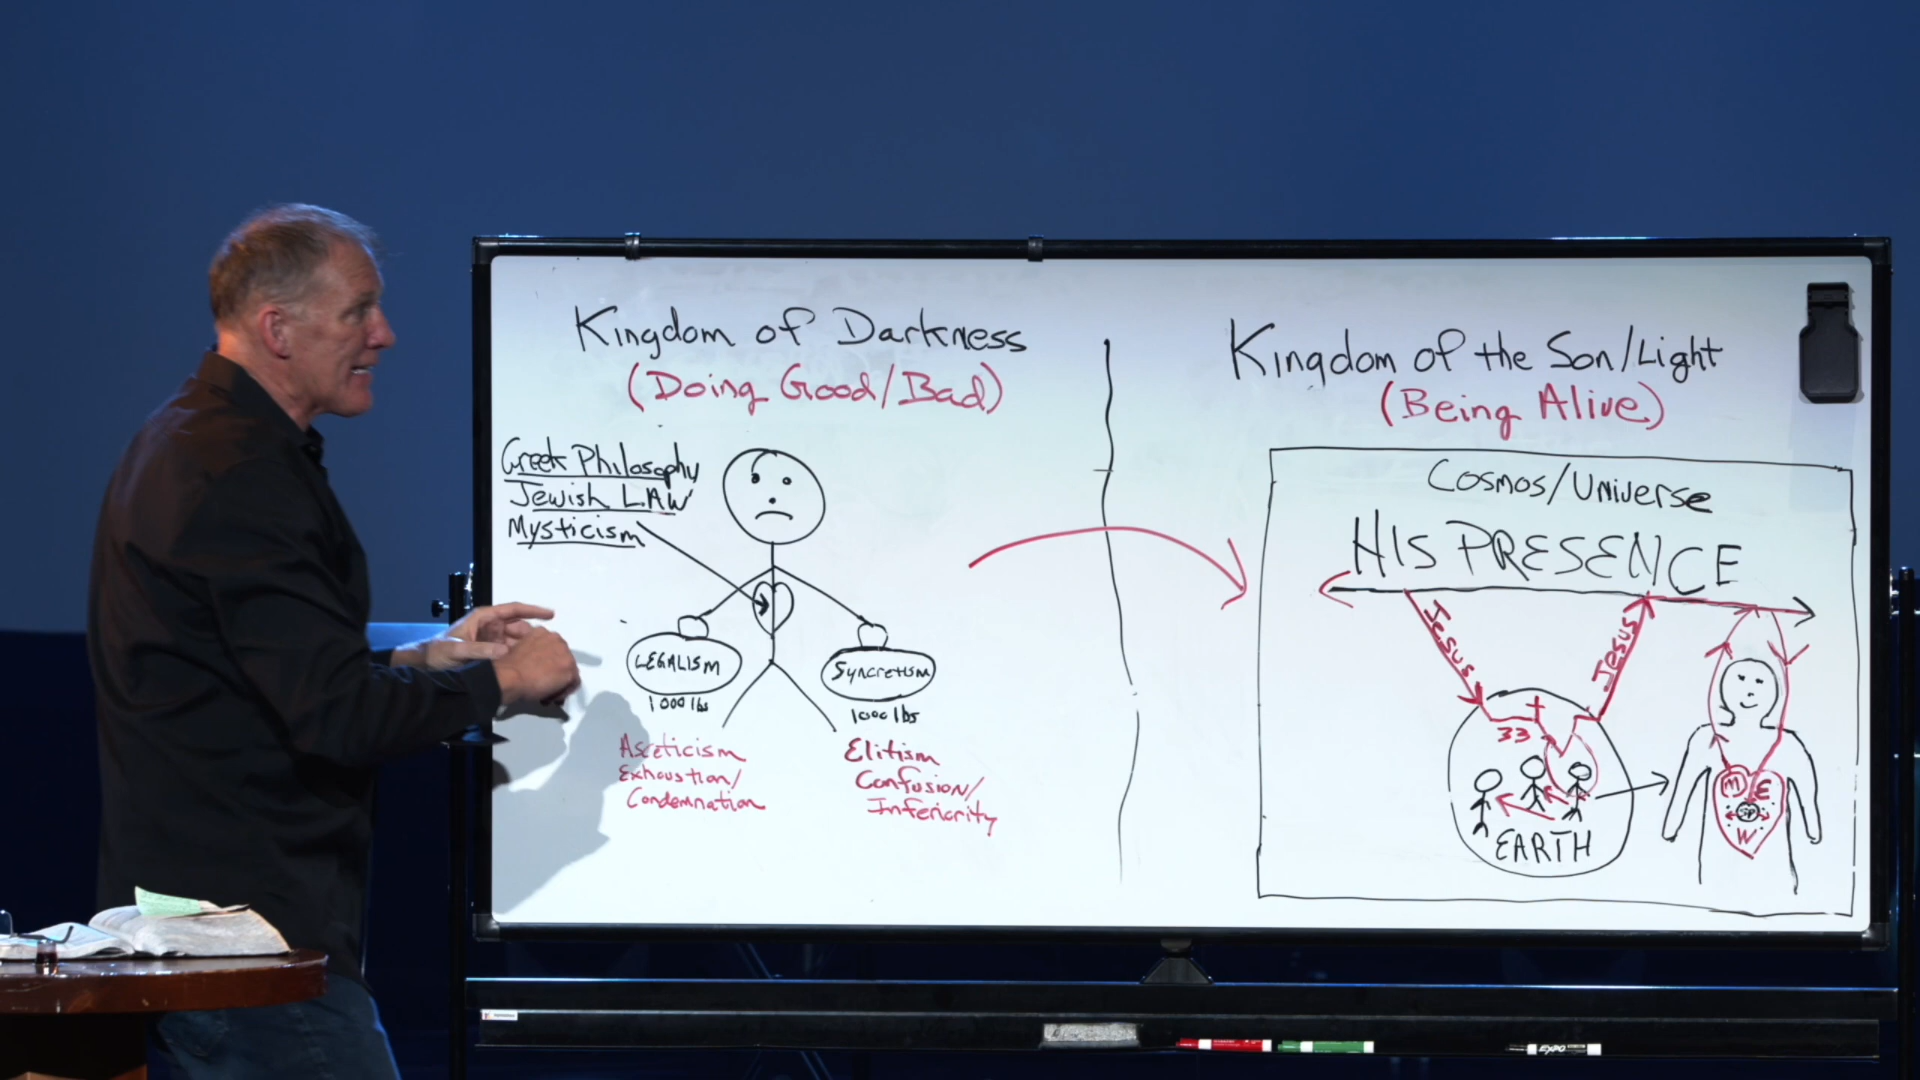 Kingdom of Darkness
(Doing Good/Bad)
Greek Philosophy
Jewish LAW
Mysticism
LEGALISM
1000 lbs
Syncretism
1000 lbs
Asceticism
Exhaustion/
Condemnation
Elitism
Confusion/
Inferiority
Kingdom of the Son/Light
(Being Alive)
Cosmos/Universe
HIS PRESENCE
Jesus
Jesus
33
EARTH
M
E
SP
W
EXPO